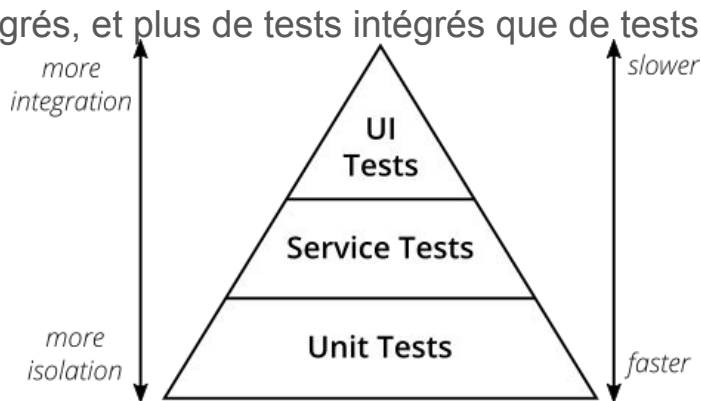 grés, et plus de tests intégrés que de tests
more
integration
slower
UI
Tests
Service Tests
Unit Tests
more
isolation
faster